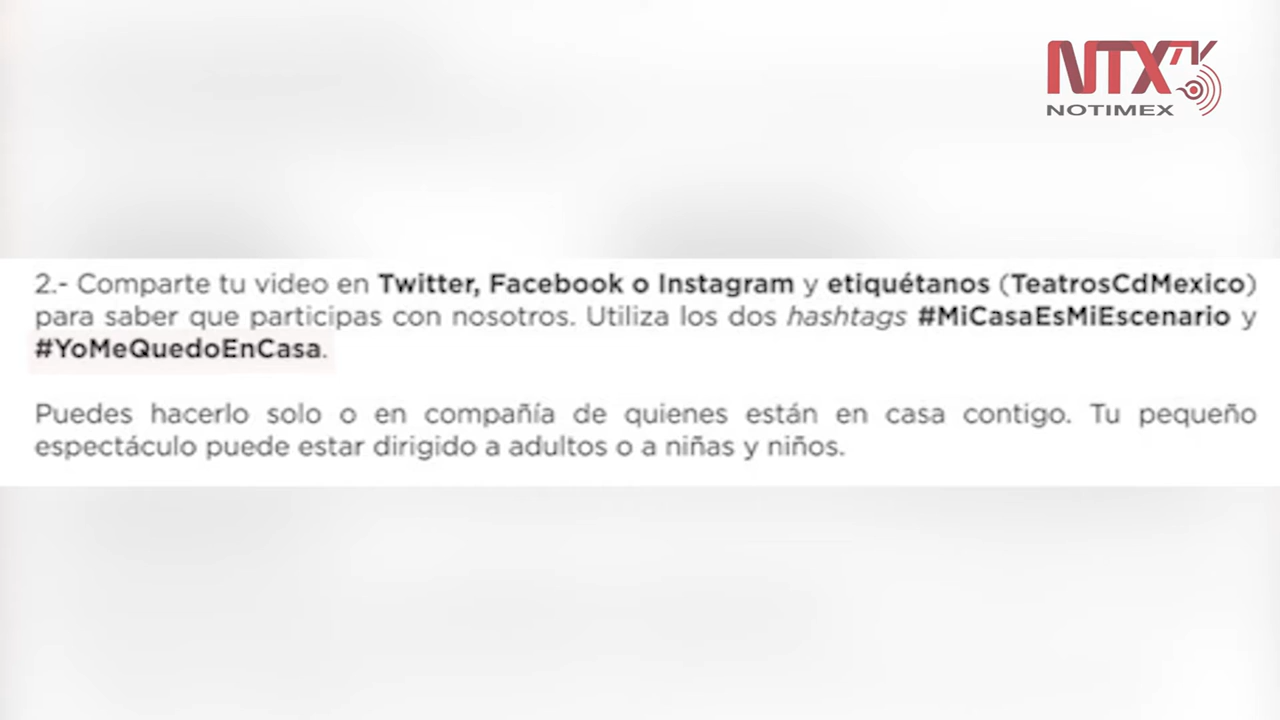 NTX TV
NOTIMEX
2.- Comparte tu video en Twitter, Facebook o Instagram y etiquétanos (TeatrosCdMexico)
para saber que participas con nosotros. Utiliza los dos hashtags #MiCasaEsMiEscenario y
#YoMeQuedoEnCasa.
Puedes hacerlo solo o en compañía de quienes están en casa contigo. Tu pequeño
espectáculo puede estar dirigido a adultos o a niñas y niños.